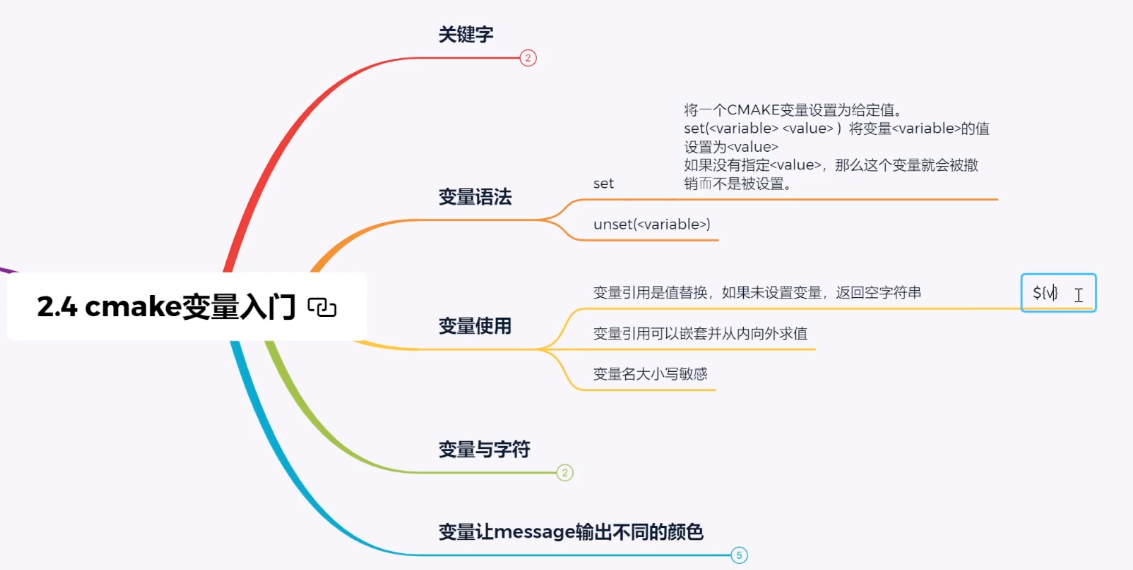 关键字
2
将一个CMAKE变量设置为给定值。
set(<variable> <value> ) 将变量<variable>的值
设置为<value>
如果没有指定<value>，那么这个变量就会被撤
销而不是被设置。
set
变量语法
unset(<variable>)
2.4 cmake变量入门
变量引用是值替换，如果未设置变量，返回空字符串
${v}
变量使用
变量引用可以嵌套并从内向外求值
变量名大小写敏感
变量与字符
2
变量让message输出不同的颜色
5